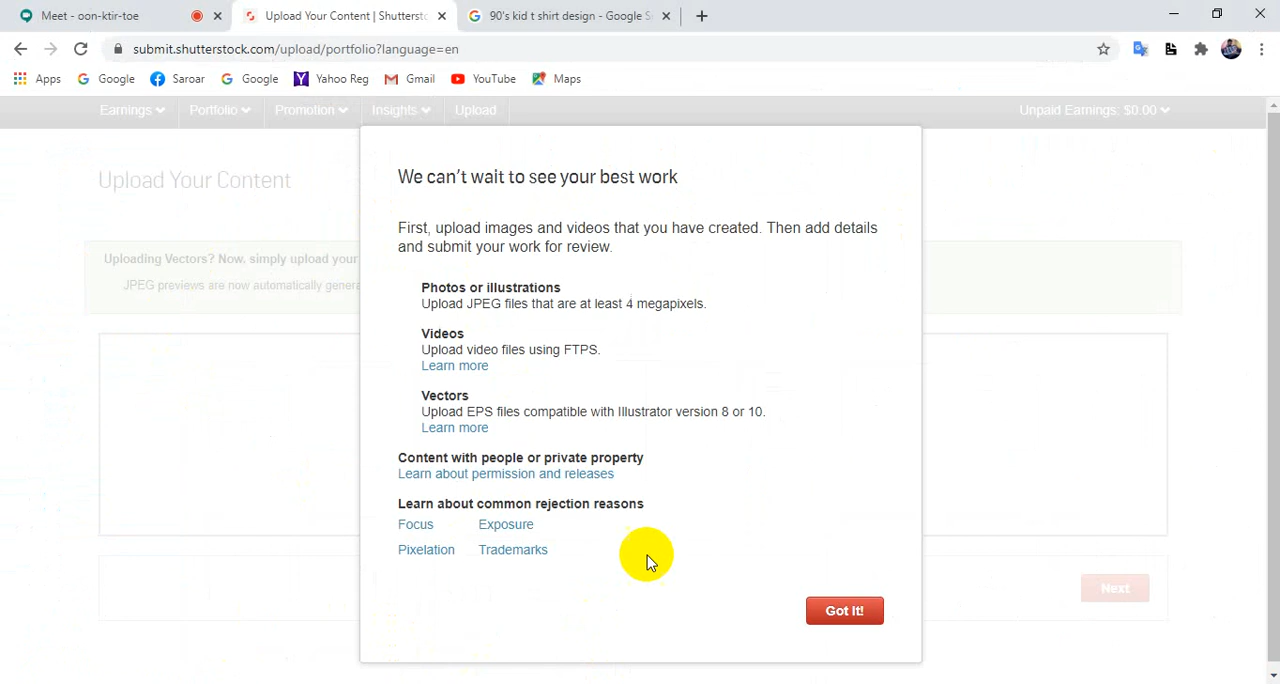 Meet - oon-ktir-toe
Upload Your Content | Shuttersto
90's kid t shirt design - Google S
submit.shutterstock.com/upload/portfolio?language=en
Apps Google Saroar Google Yahoo Reg Gmail YouTube Maps
Earnings Portfolio Promotion Insights Upload Unpaid Earnings: $0.00
Upload Your Content
Uploading Vectors? Now, simply upload your
JPEG previews are now automatically genera
We can't wait to see your best work
First, upload images and videos that you have created. Then add details
and submit your work for review.
Photos or illustrations
Upload JPEG files that are at least 4 megapixels.
Videos
Upload video files using FTPS.
Learn more
Vectors
Upload EPS files compatible with Illustrator version 8 or 10.
Learn more
Content with people or private property
Learn about permission and releases
Learn about common rejection reasons
Focus Exposure
Pixelation Trademarks
Next
Got It!